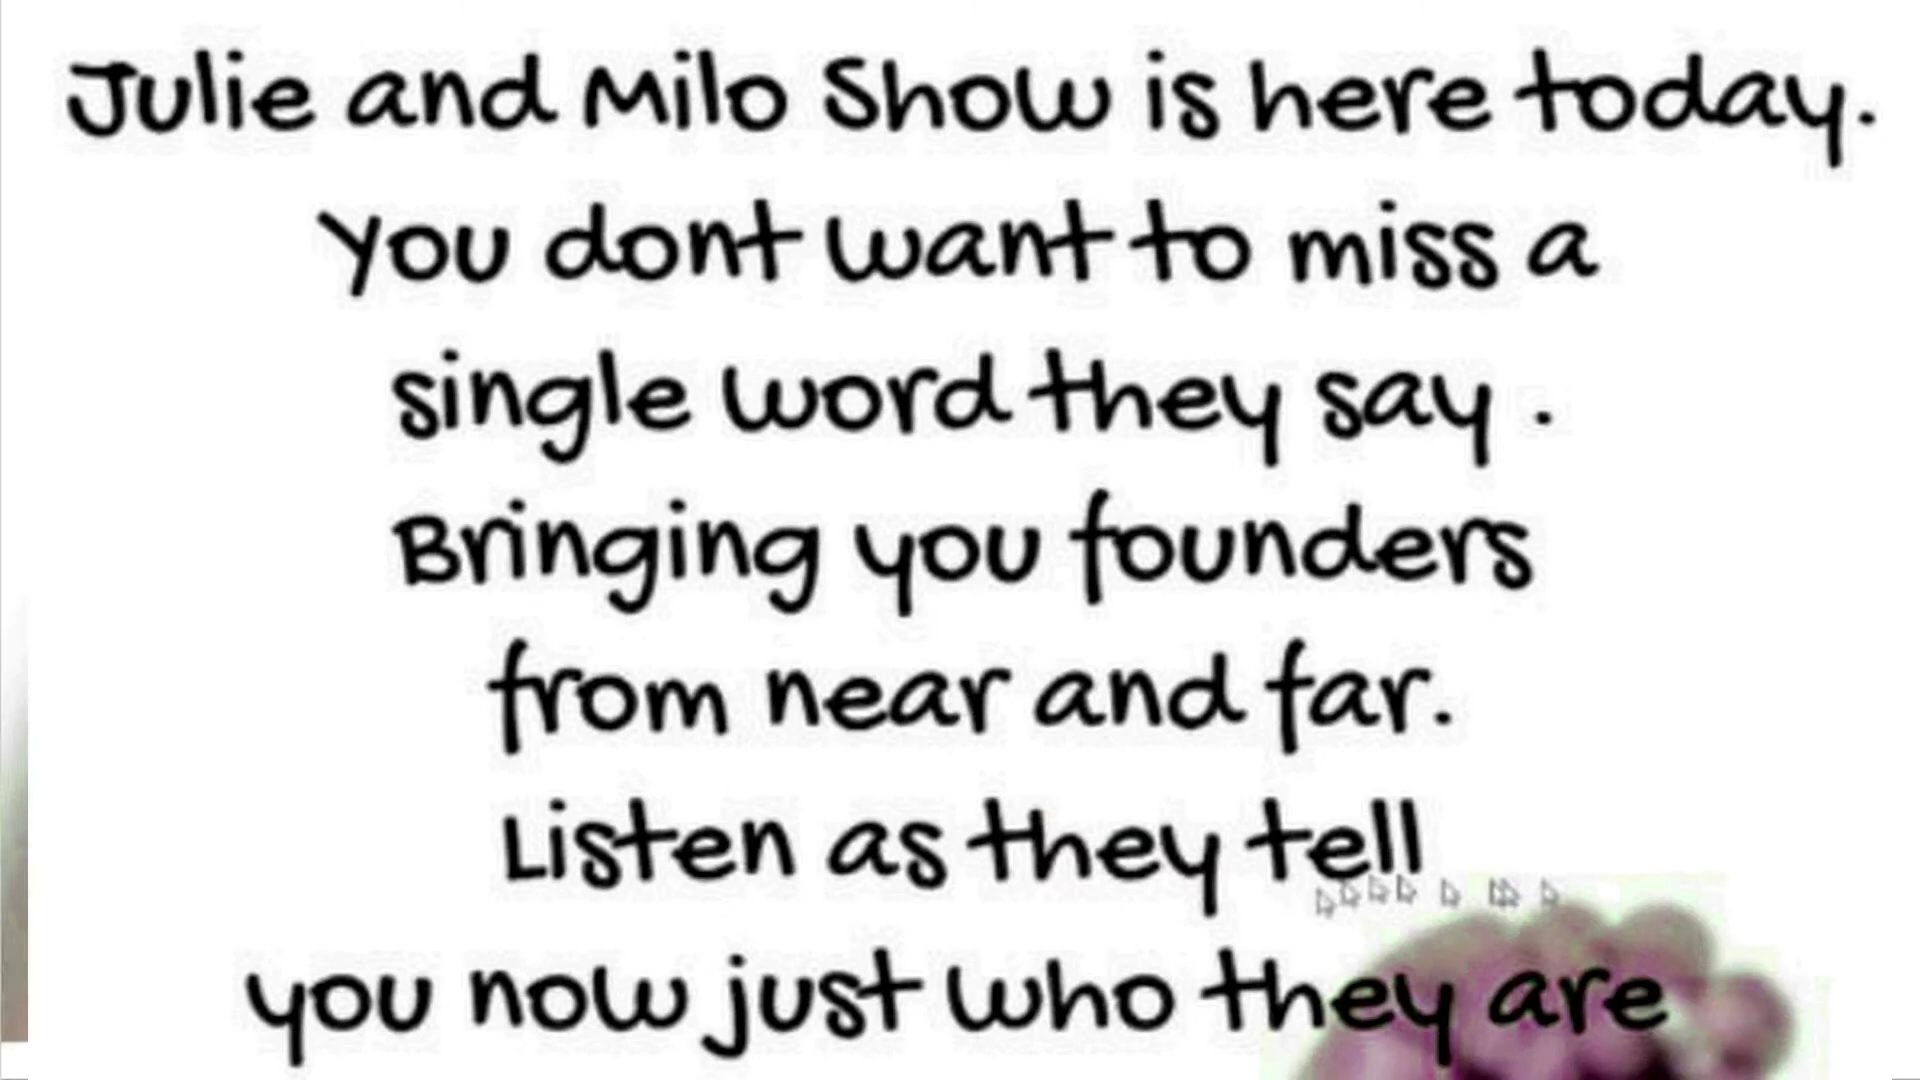 Julie and Milo Show is here today.
You dont want to miss a
single word they say .
Bringing you founders
from near and far.
Listen as they tell
you now just who they are